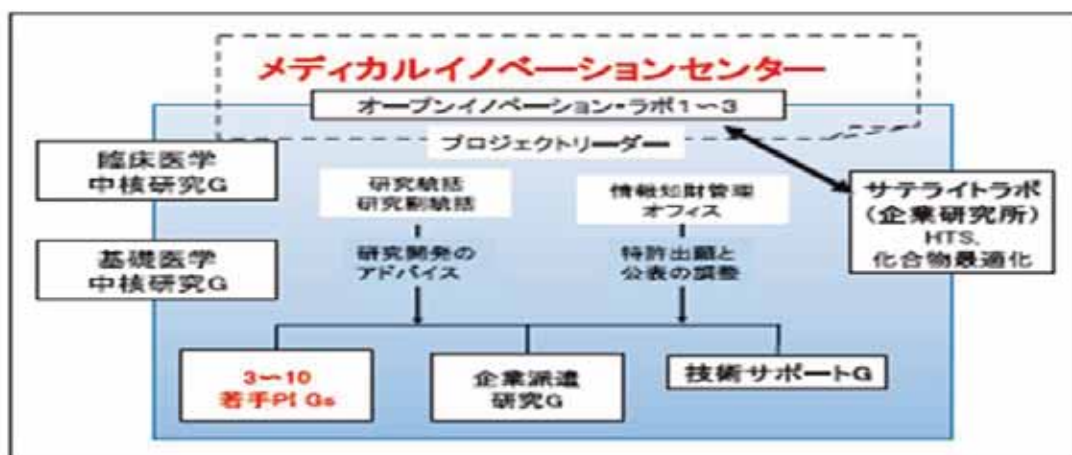 メディカルイノベーションセンター
オープンイノベーション・ラボ1~3
プロジェクトリーダー
臨床医学
中核研究G
研究統括
研究副統括
情報知財管理
オフィス
サテライトラボ
(企業研究所)
HTS、
化合物最適化
基礎医学
中核研究G
研究開発の
アドバイス
特許出願と
公表の調整
3~10
若手PI Gs
企業派遣
研究G
技術サポートG